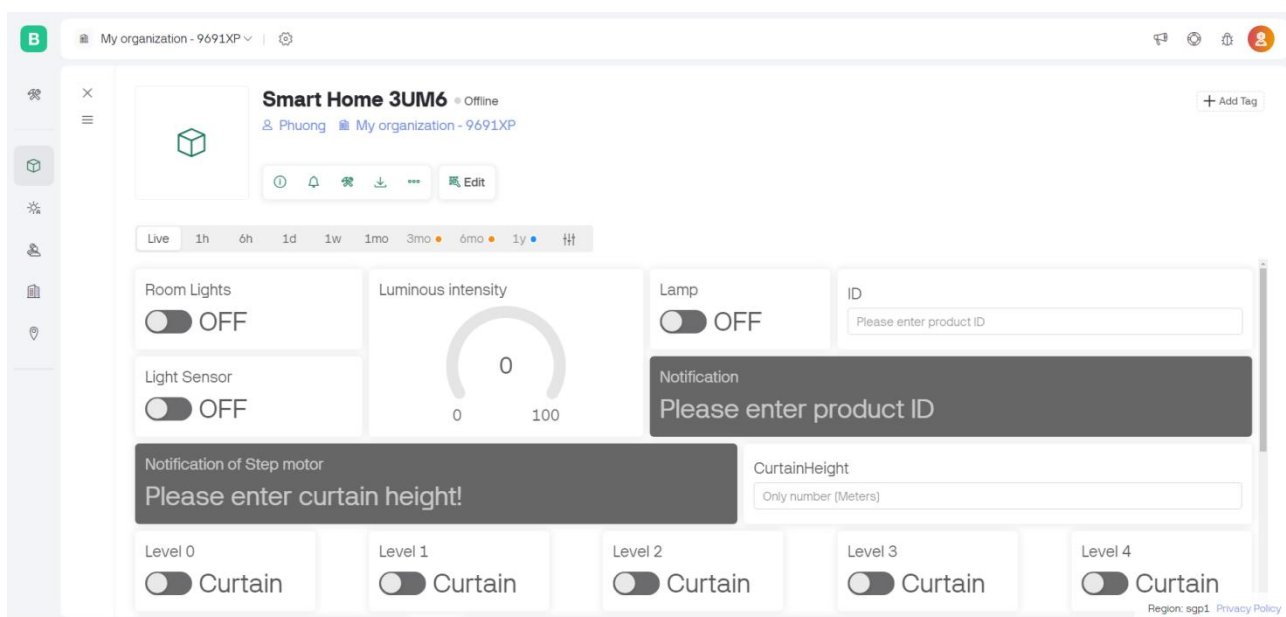 B
My organization - 9691XP
Smart Home 3UM6 Offline
Phuong My organization - 9691XP
+ Add Tag
Edit
Live 1h 6h 1d 1w 1mo 3mo 6mo 1y
Room Lights
OFF
Luminous intensity
0
0 100
Lamp
OFF
ID
Please enter product ID
Light Sensor
OFF
Notification
Please enter product ID
Notification of Step motor
Please enter curtain height!
CurtainHeight
Only number (Meters)
Level 0
Curtain
Level 1
Curtain
Level 2
Curtain
Level 3
Curtain
Level 4
Curtain
Region: sgp1 Privacy Policy